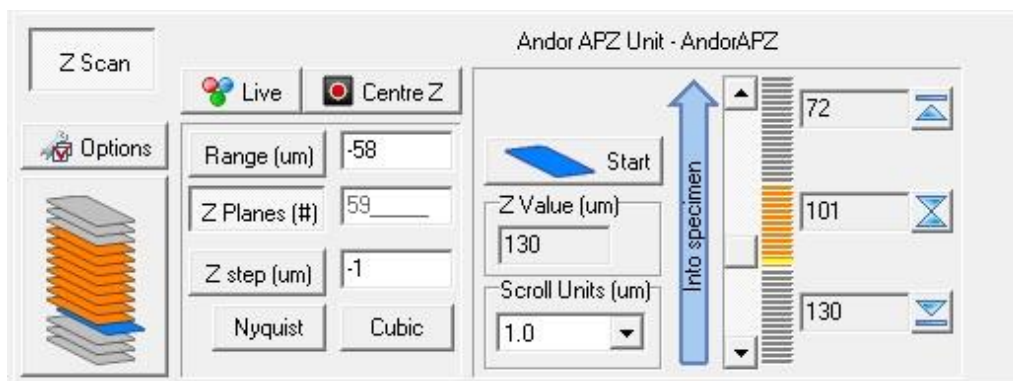 Z Scan
Andor APZ Unit - AndorAPZ
Live
Centre Z
Options
Range (um)
-58
Z Planes (#)
59____
Z step (um)
-1
Nyquist
Cubic
Start
Z Value (um)
130
Scroll Units (um)
1.0
Into specimen
72
101
130